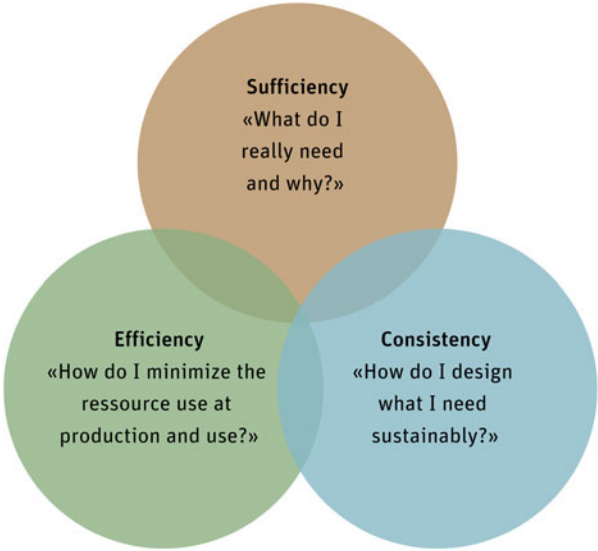 Sufficiency
«What do I
really need
and why?»
Efficiency
«How do I minimize the
ressource use at
production and use?»
Consistency
«How do I design
what I need
sustainably?»